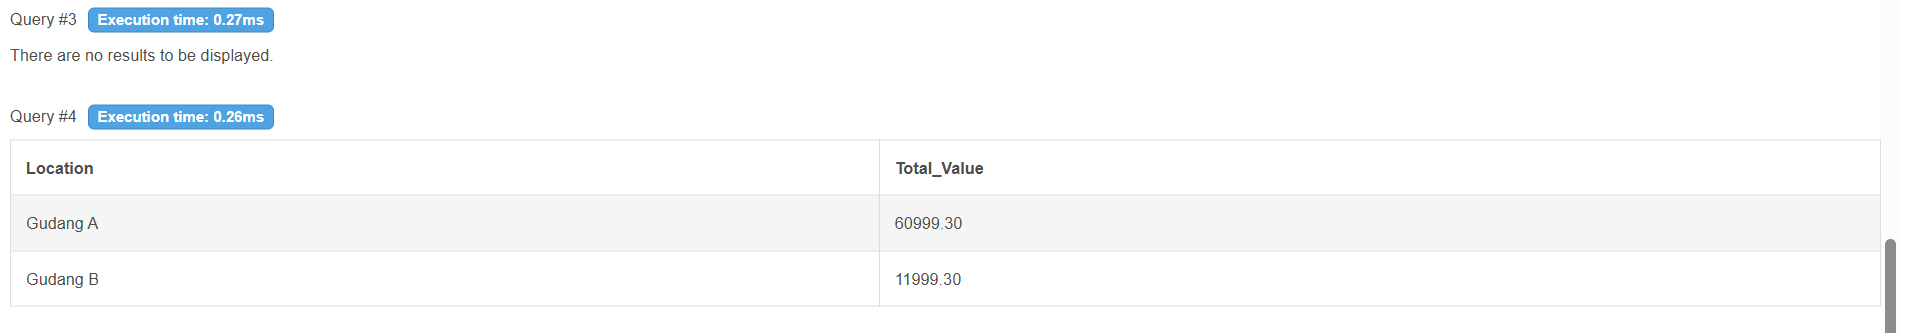 Query #3 Execution time: 0.27ms
There are no results to be displayed.
Query #4 Execution time: 0.26ms
Location Total_Value
Gudang A 60999.30
Gudang B 11999.30